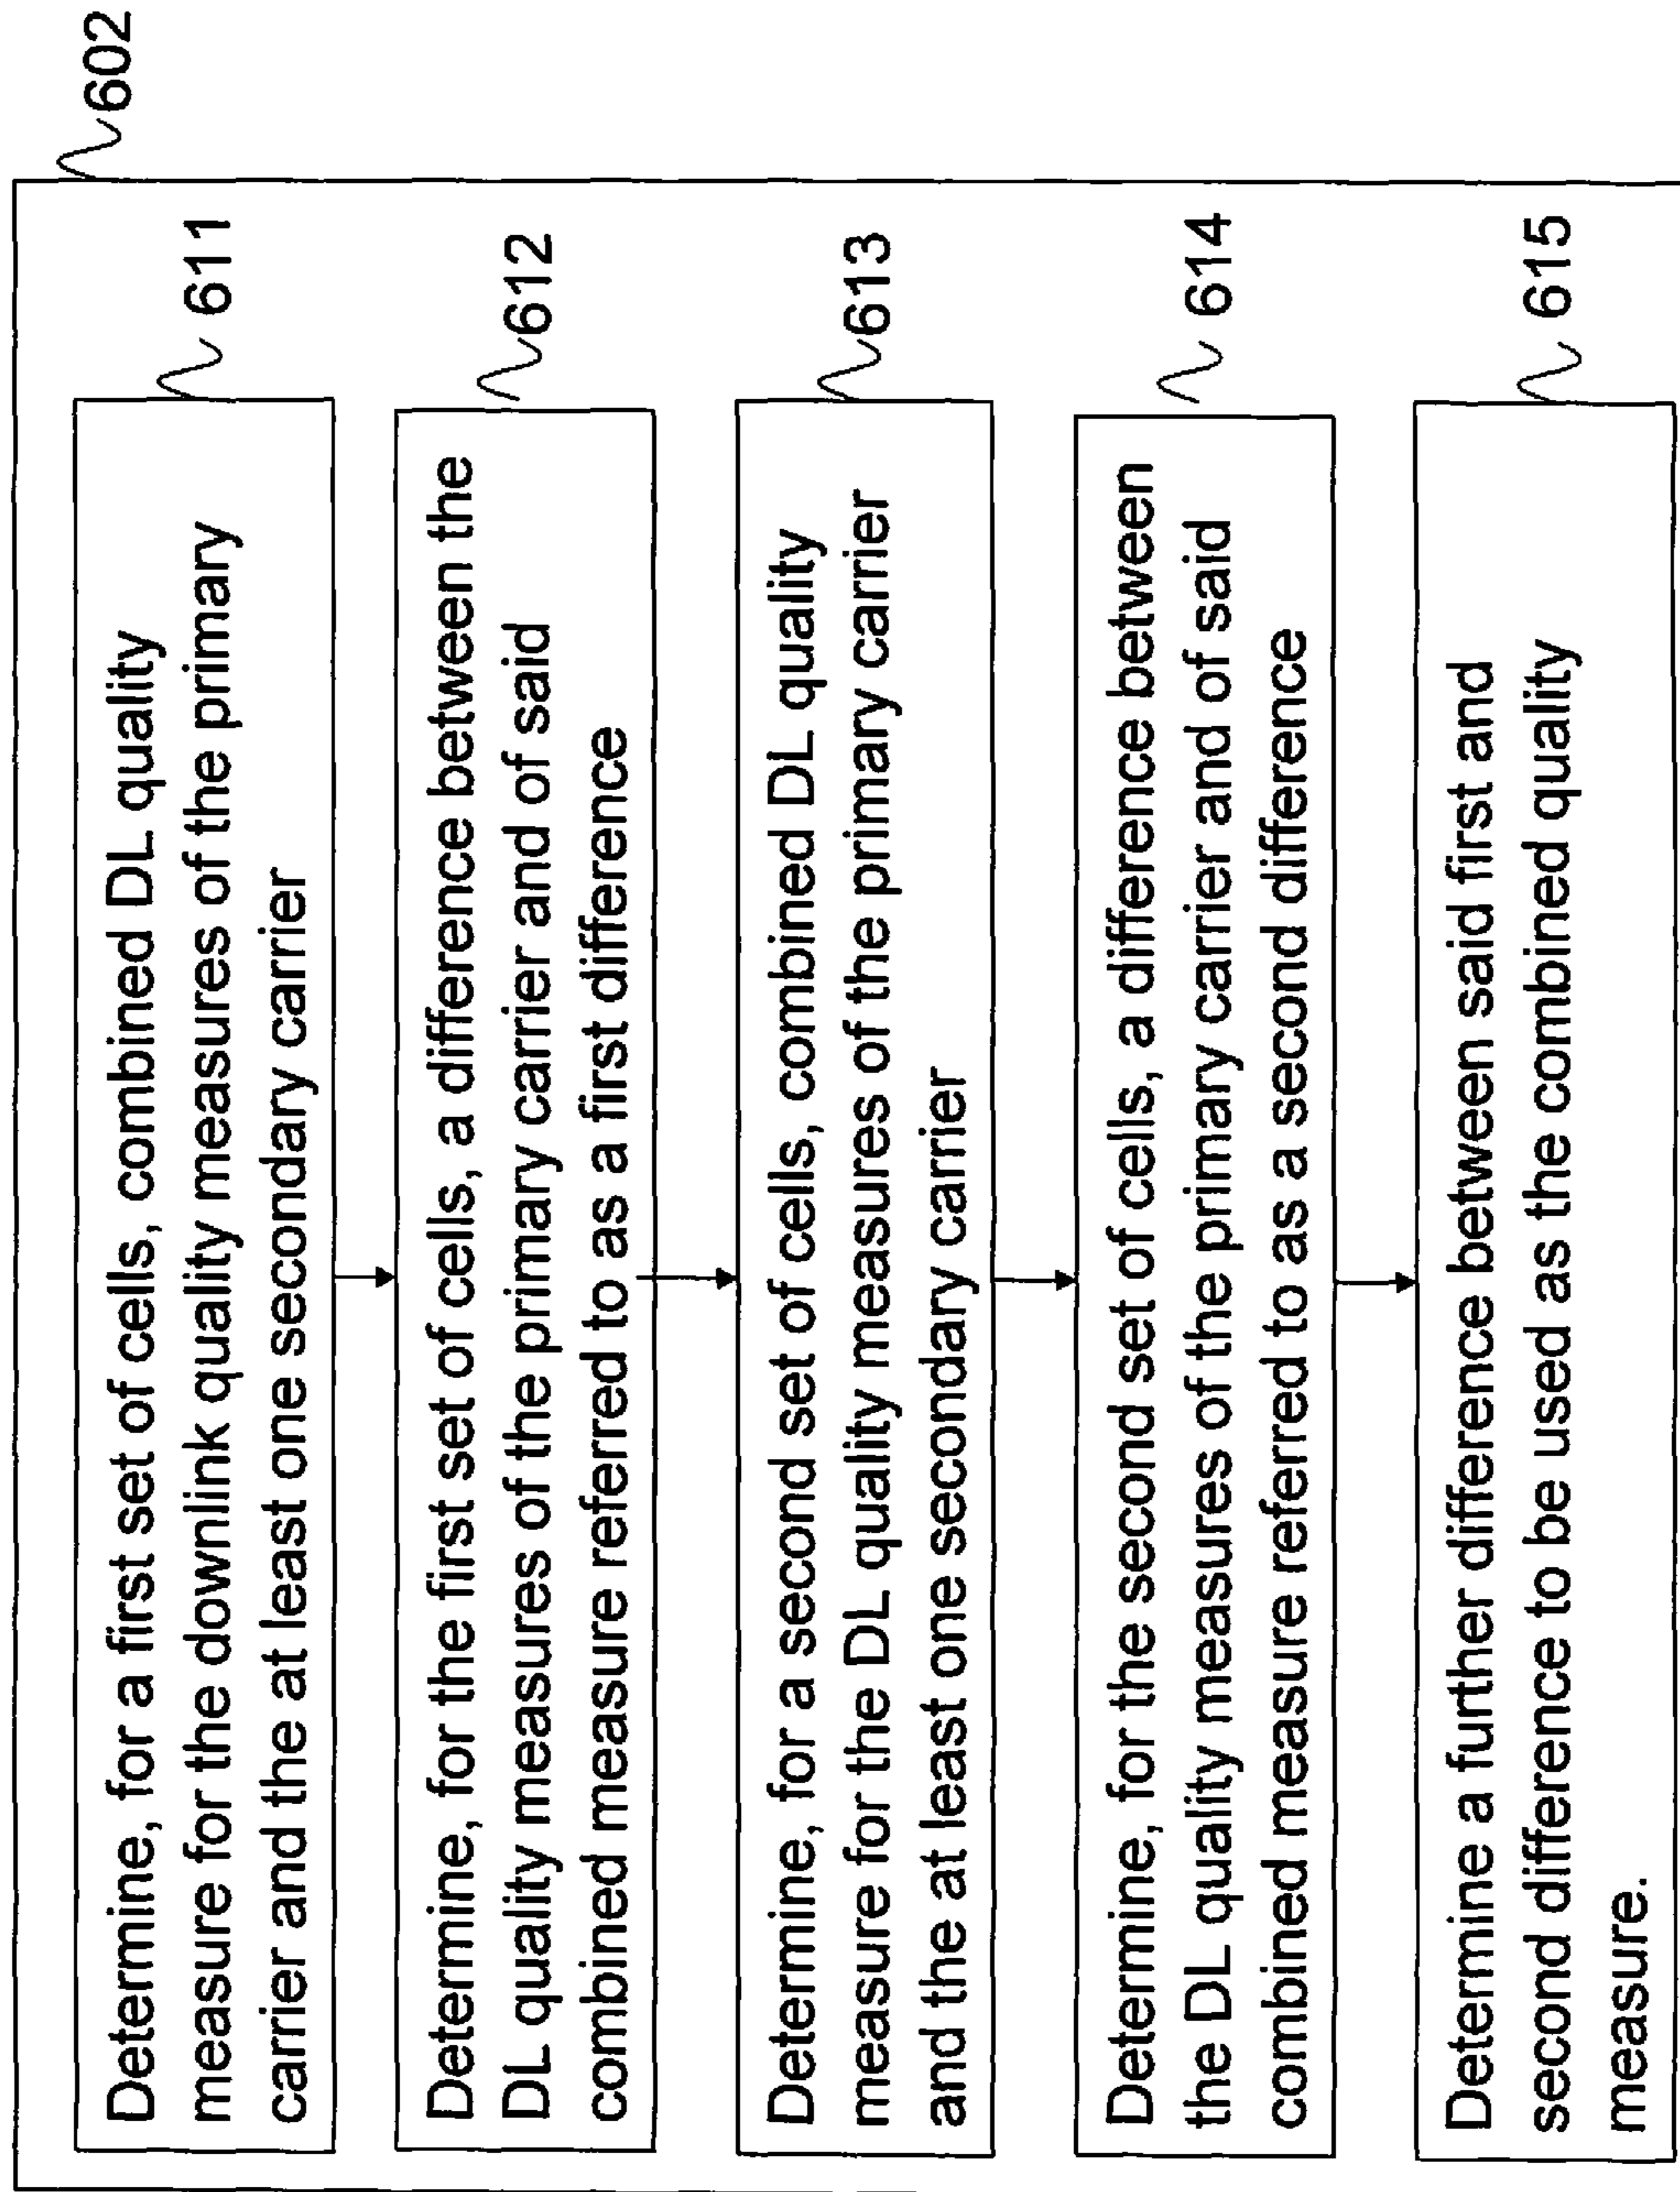 602
Determine, for a first set of cells, combined DL quality
measure for the downlink quality measures of the primary
carrier and the at least one secondary carrier
611
Determine, for the first set of cells, a difference between the
DL quality measures of the primary carrier and of said
combined measure referred to as a first difference
612
Determine, for a second set of cells, combined DL quality
measure for the DL quality measures of the primary carrier
and the at least one secondary carrier
613
Determine, for the second set of cells, a difference between
the DL quality measures of the primary carrier and of said
combined measure referred to as a second difference
614
Determine a further difference between said first and
second difference to be used as the combined quality
measure.
615